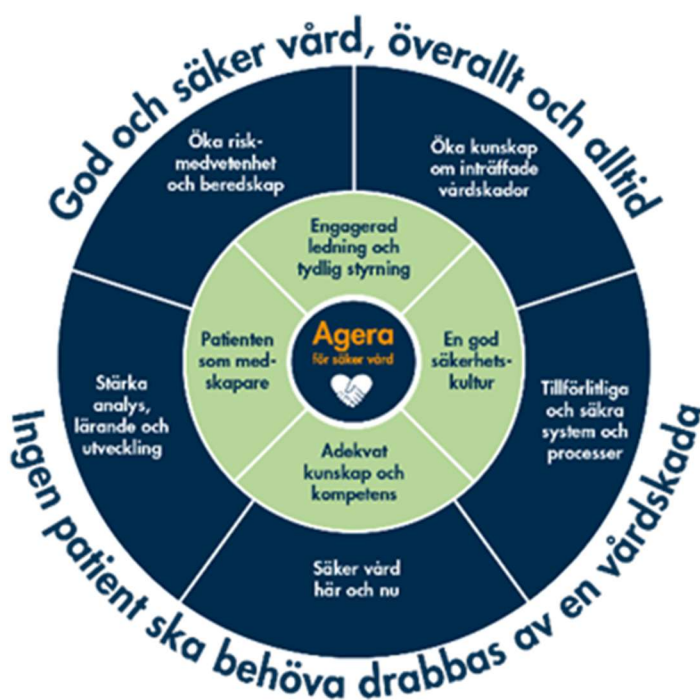 God och säker vård, överallt och alltid
Öka risk-
medvetenhet
och beredskap
Öka kunskap
om inträffade
vårdskador
Engagerad
ledning och
tydlig styrning
Patienten
som med-
skapare
Agera
för säker vård
En god
säkerhets-
kultur
Stärka
analys,
lärande och
utveckling
Tillförlitliga
och säkra
system och
processer
Adekvat
kunskap och
kompetens
Säker vård
här och nu
Ingen patient ska behöva drabbas av en vårdskada